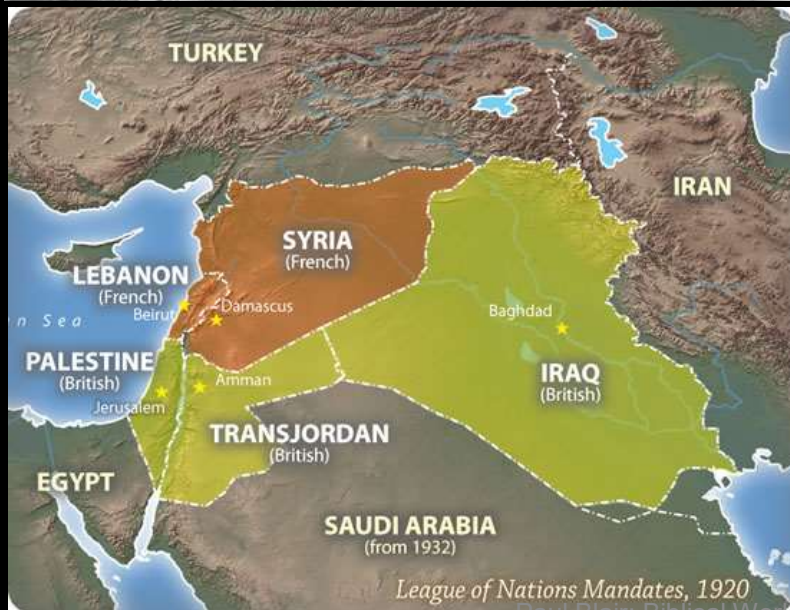 TURKEY
IRAN
SYRIA
(French)
LEBANON
(French)
Beirut
Damascus
n Sea
Baghdad
PALESTINE
(British)
Amman
IRAQ
(British)
Jerusalem
TRANSJORDAN
(British)
EGYPT
SAUDI ARABIA
(from 1932)
League of Nations Mandates, 1920